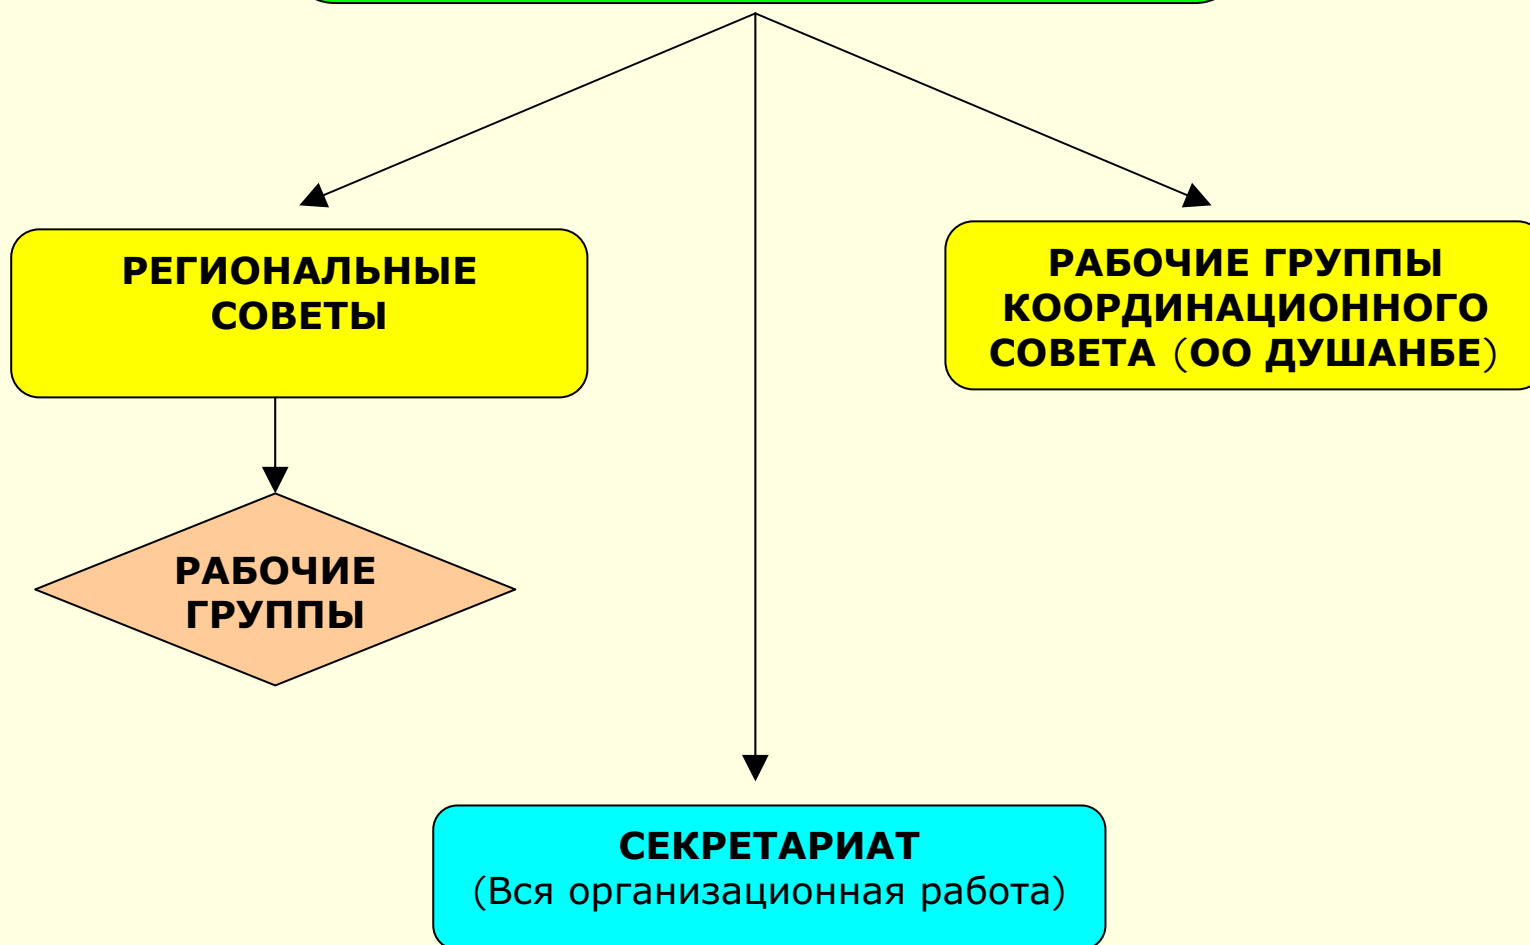 РЕГИОНАЛЬНЫЕ
СОВЕТЫ
РАБОЧИЕ ГРУППЫ
КООРДИНАЦИОННОГО
СОВЕТА (ОО ДУШАНБЕ)
РАБОЧИЕ
ГРУППЫ
СЕКРЕТАРИАТ
(Вся организационная работа)